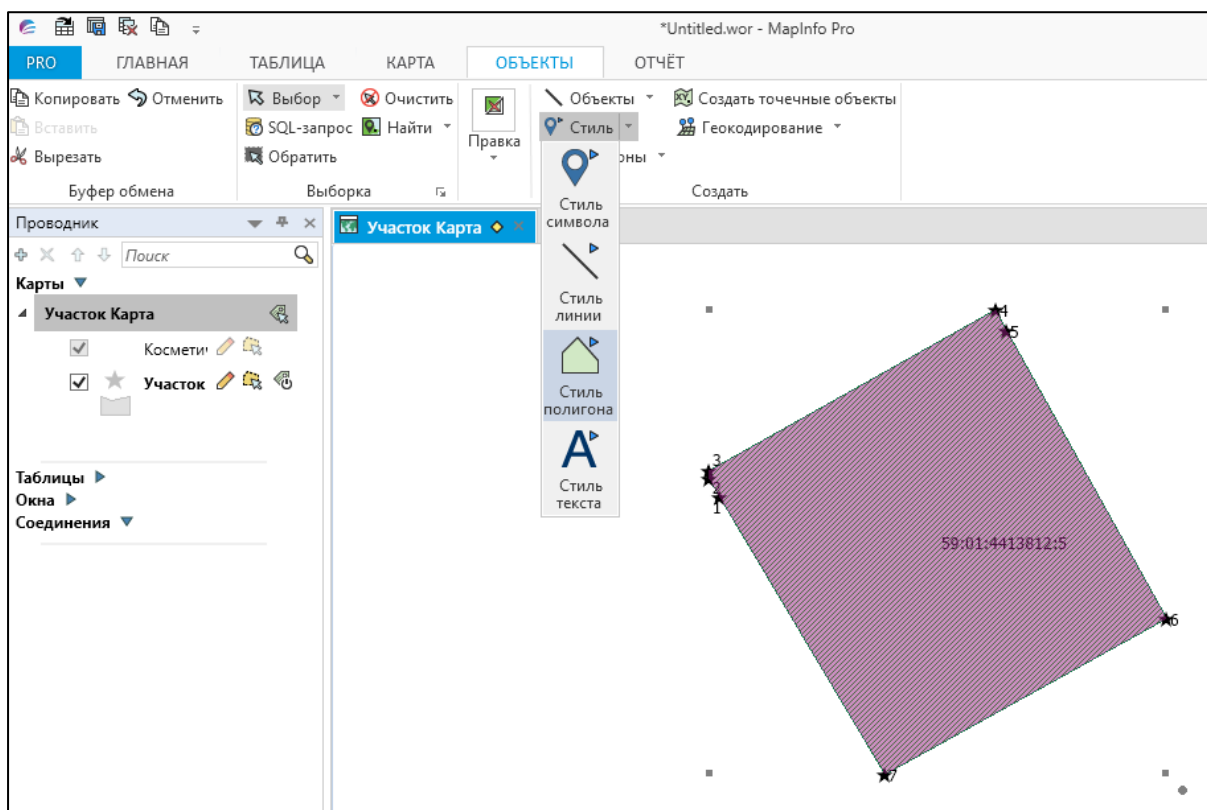 *Untitled.wor - MapInfo Pro
PRO ГЛАВНАЯ ТАБЛИЦА КАРТА ОБЪЕКТЫ ОТЧЁТ
Копировать Отменить Выбор Очистить Объекты Создать точечные объекты
Вставить SQL-запрос Найти Стиль Геокодирование
Правка
Вырезать Обратить оны
Буфер обмена Выборка Создать
Стиль
символа
Стиль
линии
Стиль
полигона
Стиль
текста
Проводник
Участок Карта
Поиск
Карты
Участок Карта
Космети
Участок
Таблицы
Окна
Соединения
4
5
3
2
1
59:01:4413812:5
6
7